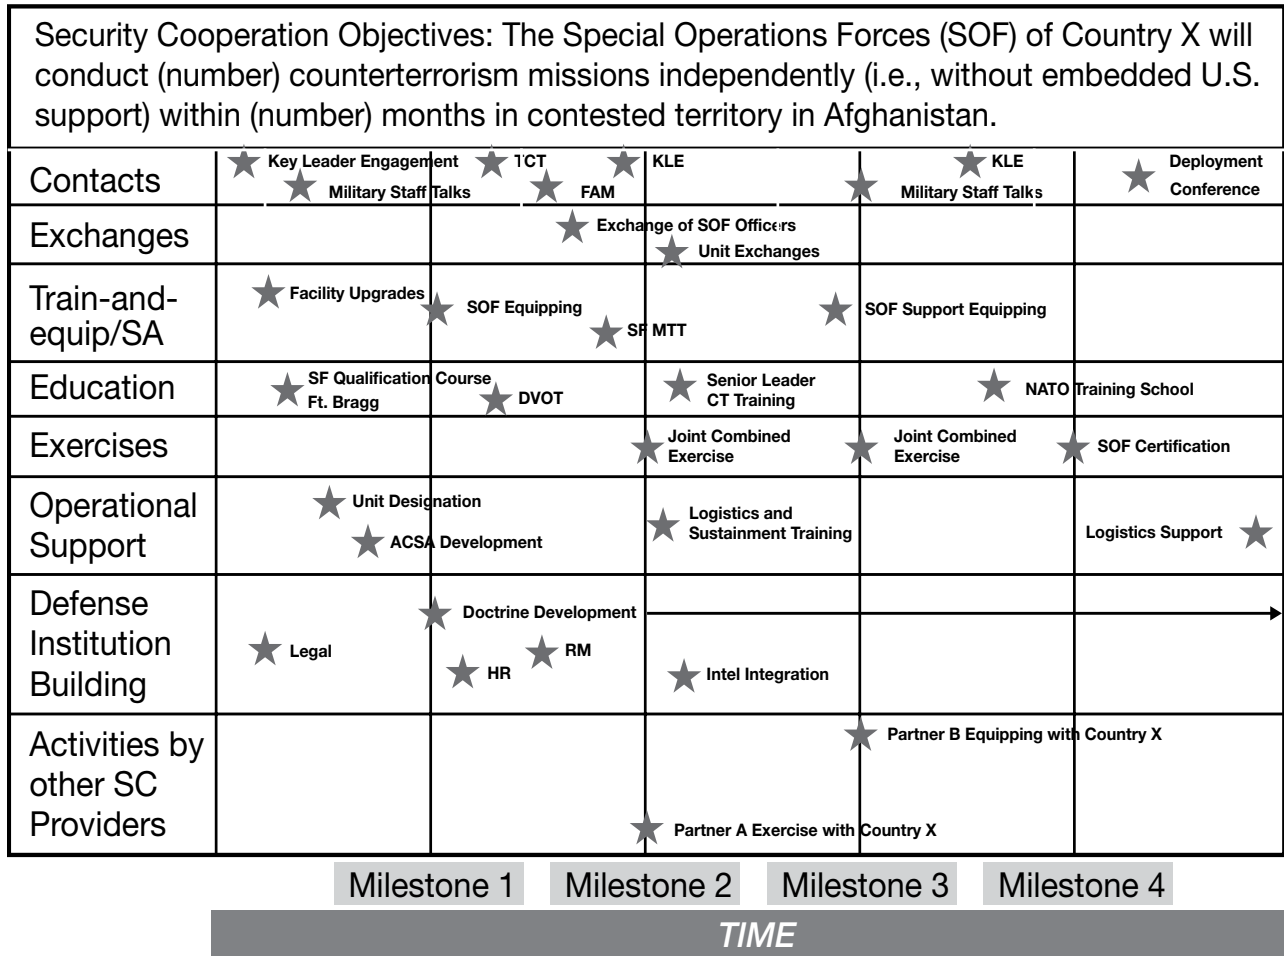 Security Cooperation Objectives: The Special Operations Forces (SOF) of Country X will
conduct (number) counterterrorism missions independently (i.e., without embedded U.S.
support) within (number) months in contested territory in Afghanistan.
Contacts
Key Leader Engagement
TCT
KLE
KLE
Deployment
Conference
Military Staff Talks
FAM
Military Staff Talks
Exchanges
Exchange of SOF Officers
Unit Exchanges
Train-and-
equip/SA
Facility Upgrades
SOF Equipping
SF MTT
SOF Support Equipping
Education
SF Qualification Course
Ft. Bragg
DVOT
Senior Leader
CT Training
NATO Training School
Exercises
Joint Combined
Exercise
Joint Combined
Exercise
SOF Certification
Operational
Support
Unit Designation
ACSA Development
Logistics and
Sustainment Training
Logistics Support
Defense
Institution
Building
Doctrine Development
Legal
HR
RM
Intel Integration
Activities by
other SC
Providers
Partner B Equipping with Country X
Partner A Exercise with Country X
Milestone 1
Milestone 2
Milestone 3
Milestone 4
TIME